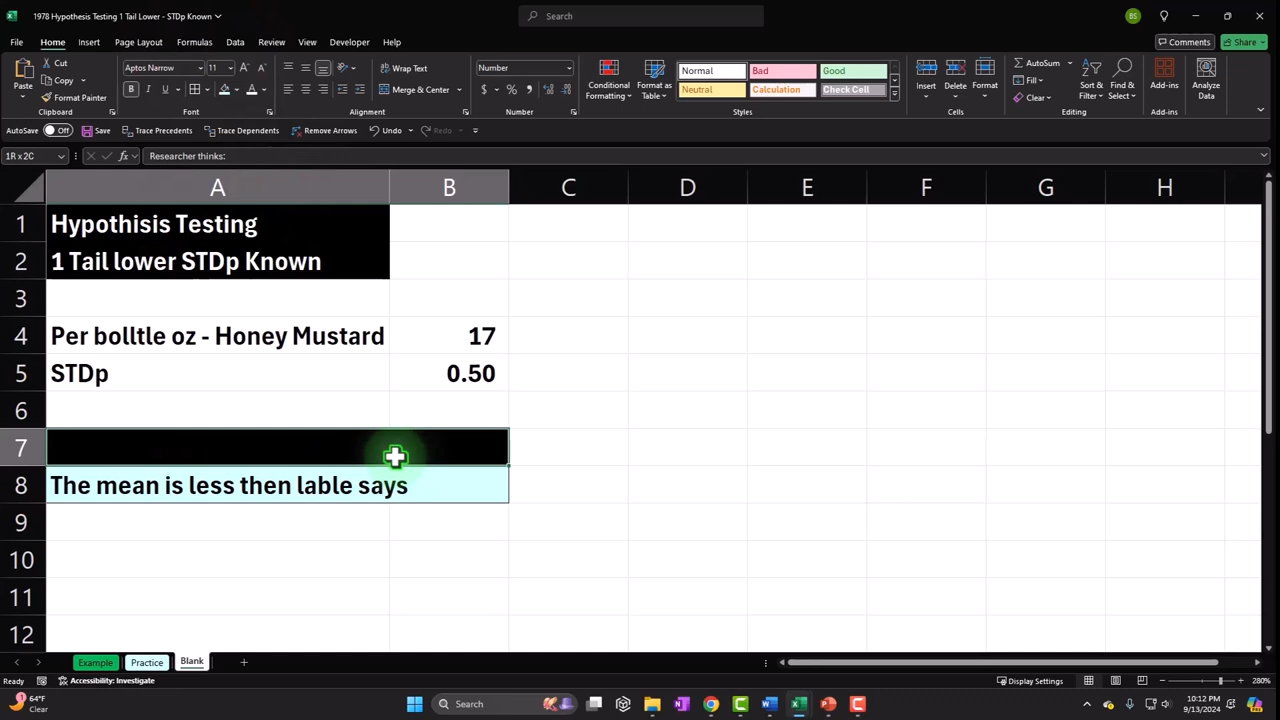 1978 Hypothesis Testing 1 Tail Lower - STDp Known
Search
BS
File Home Insert Page Layout Formulas Data Review View Developer Help
Comments Share
Paste
Cut
Copy
Format Painter
Clipboard
Aptos Narrow 11
Font
Wrap Text
Merge & Center
Alignment
Number
Number
Conditional Formatting
Format as Table
Normal Bad Good
Neutral Calculation Check Cell
Styles
Insert Delete Format
Cells
AutoSum
Fill
Clear
Sort & Filter
Find & Select
Editing
Add-ins
Add-ins
Analyze Data
AutoSave Off Save Trace Precedents Trace Dependents Remove Arrows Undo Redo
1R x 2C fx Researcher thinks:
A B C D E F G H
1 Hypothisis Testing
2 1 Tail lower STDp Known
3
4 Per bolltle oz - Honey Mustard 17
5 STDp 0.50
6
7
8 The mean is less then lable says
9
10
11
12
Example Practice Blank
Ready Accessibility: Investigate Display Settings 280%
1 64°F
Clear
Search
10:12 PM
9/13/2024